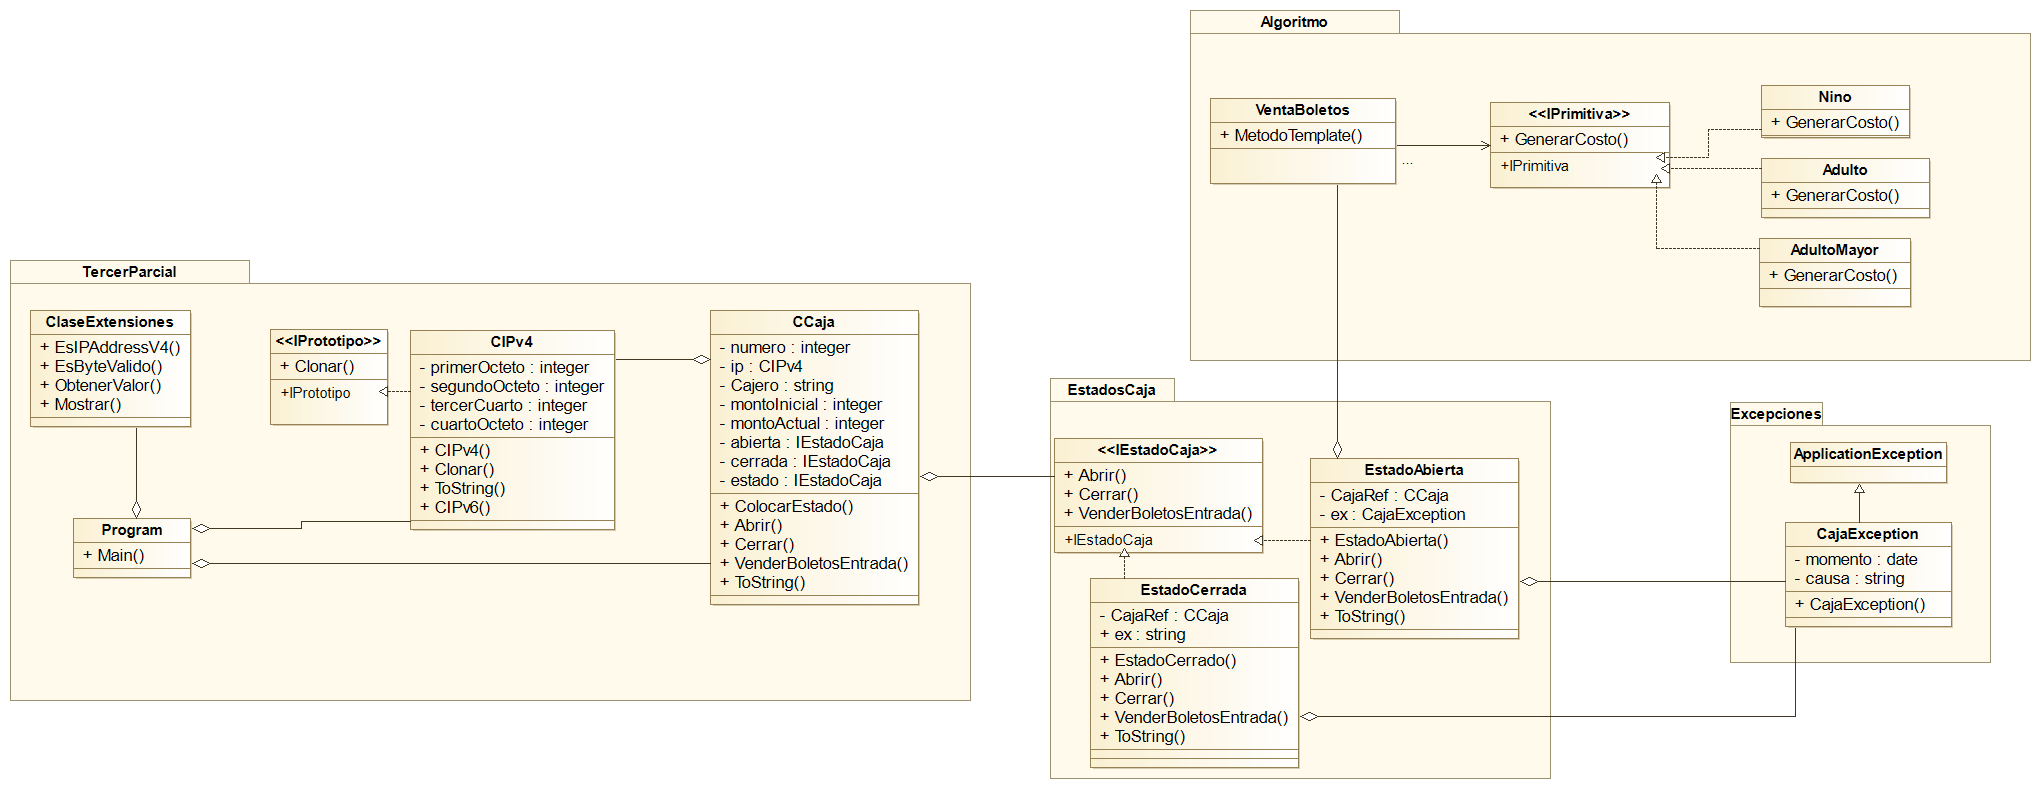 Algoritmo
VentaBoletos
+ MetodoTemplate()
...
<<IPrimitiva>>
+ GenerarCosto()
+IPrimitiva
Nino
+ GenerarCosto()
Adulto
+ GenerarCosto()
AdultoMayor
+ GenerarCosto()
TercerParcial
ClaseExtensiones
+ EsIPAddressV4()
+ EsByteValido()
+ ObtenerValor()
+ Mostrar()
<<IPrototipo>>
+ Clonar()
+IPrototipo
CIPv4
- primerOcteto : integer
- segundoOcteto : integer
- tercerCuarto : integer
- cuartoOcteto : integer
+ CIPv4()
+ Clonar()
+ ToString()
+ CIPv6()
CCaja
- numero : integer
- ip : CIPv4
- Cajero : string
- montoInicial : integer
- montoActual : integer
- abierta : IEstadoCaja
- cerrada : IEstadoCaja
- estado : IEstadoCaja
+ ColocarEstado()
+ Abrir()
+ Cerrar()
+ VenderBoletosEntrada()
+ ToString()
Program
+ Main()
EstadosCaja
<<IEstadoCaja>>
+ Abrir()
+ Cerrar()
+ VenderBoletosEntrada()
+IEstadoCaja
EstadoAbierta
- CajaRef : CCaja
- ex : CajaException
+ EstadoAbierta()
+ Abrir()
+ Cerrar()
+ VenderBoletosEntrada()
+ ToString()
EstadoCerrada
- CajaRef : CCaja
+ ex : string
+ EstadoCerrado()
+ Abrir()
+ Cerrar()
+ VenderBoletosEntrada()
+ ToString()
Excepciones
ApplicationException
CajaException
- momento : date
- causa : string
+ CajaException()